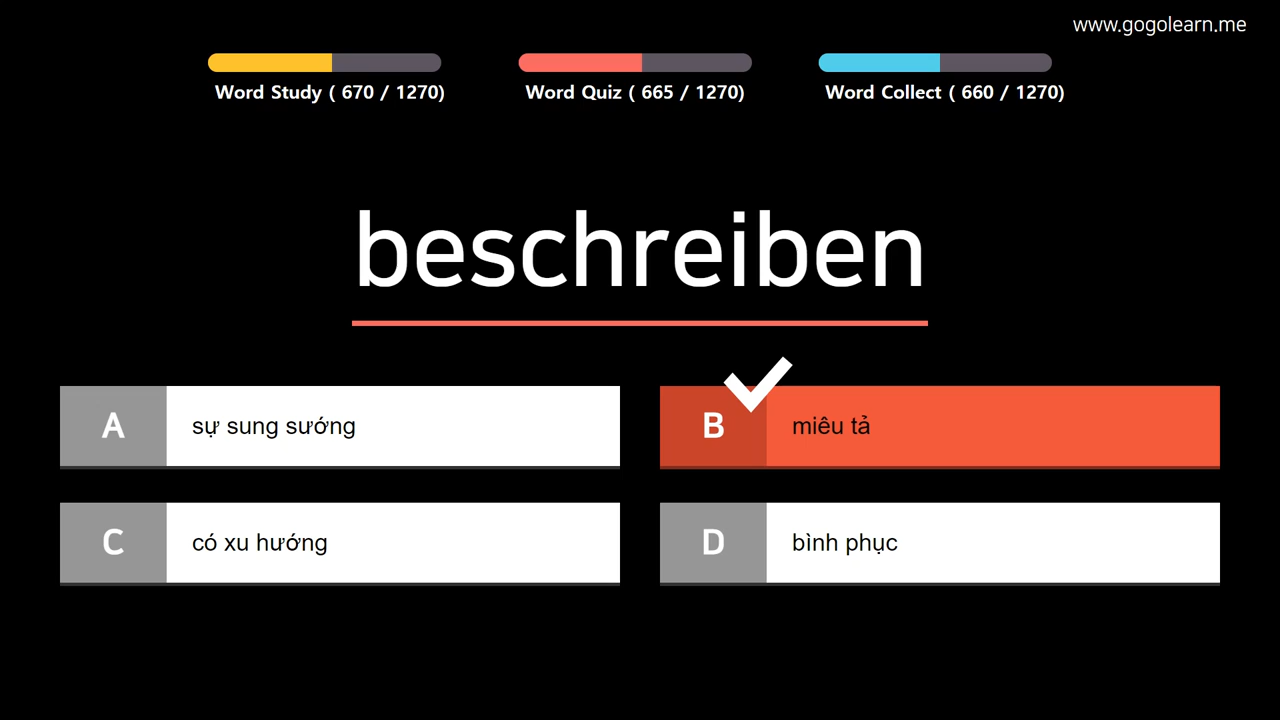 www.gogolearn.me
Word Study ( 670 / 1270)
Word Quiz ( 665 / 1270)
Word Collect ( 660 / 1270)
beschreiben
A sự sung sướng
B miêu tả
C có xu hướng
D bình phục